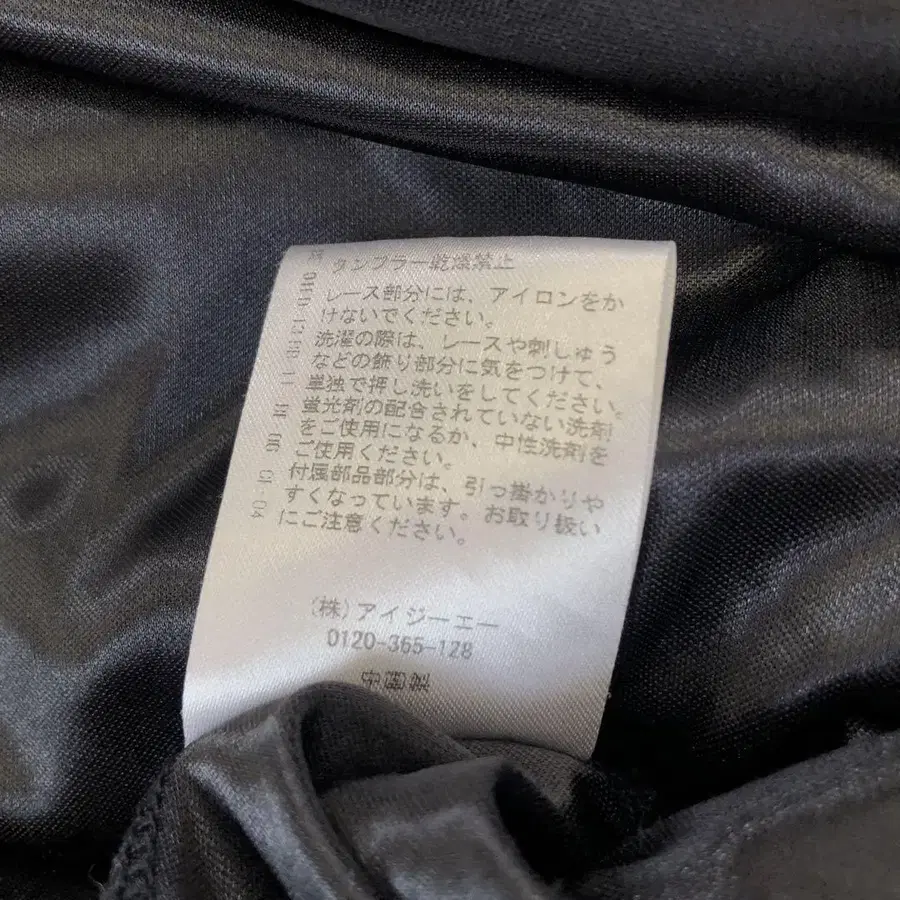 タンブラー乾燥禁止
レース部分には、アイロンをか
けないでください。
洗濯の際は、レースや刺しゅう
などの飾り部分に気をつけて、
単独で押し洗いをしてください。
蛍光剤の配合されていない洗剤
をご使用になるか、中性洗剤を
ご使用ください。
付属部品部分は、引っ掛かりや
すくなっています。お取り扱い
にご注意ください。
(株)アイジーエー
0120-365-128
中国